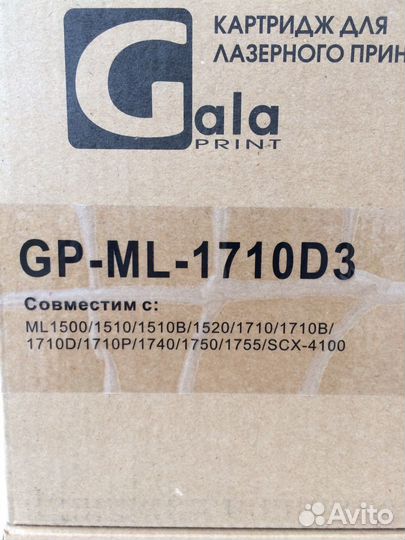 Gala
PRINT
КАРТРИДЖ ДЛЯ
ЛАЗЕРНОГО
GP-ML-1710D3
Совместим с:
ML1500/1510/1510B/1520/1710/1710B/
1710D/1710P/1740/1750/1755/SCX-4100
Avito